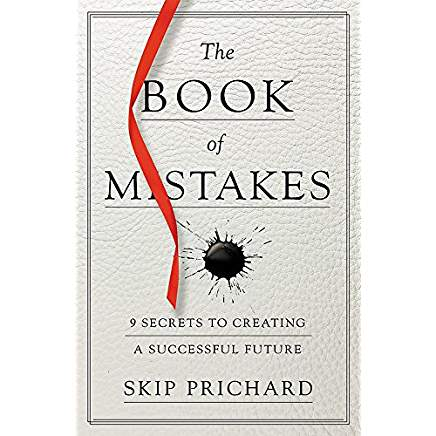 The
BOOK
of
MISTAKES
9 SECRETS TO CREATING
A SUCCESSFUL FUTURE
SKIP PRICHARD